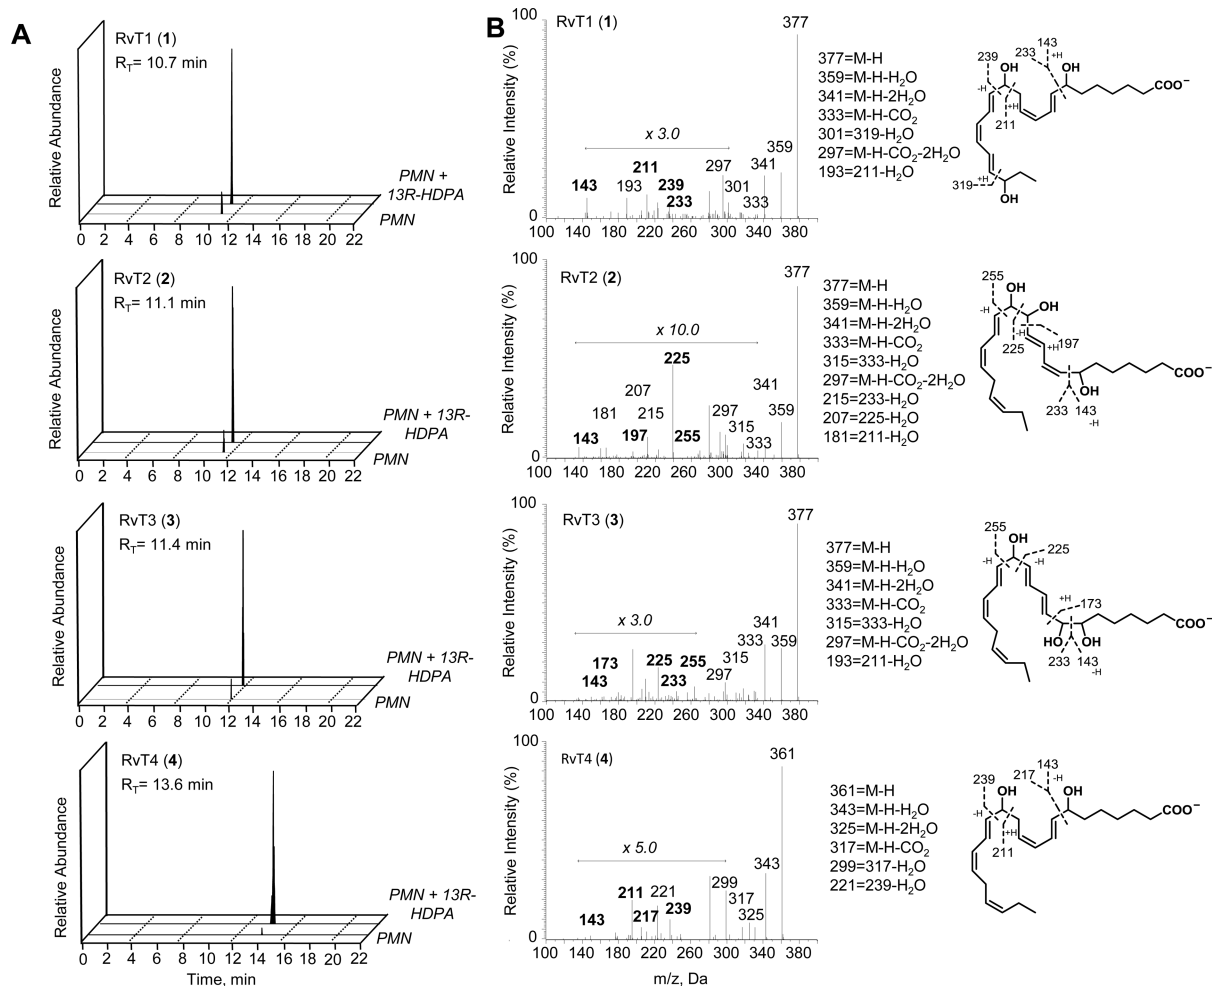 A
RvT1 (1)
RT= 10.7 min
Relative Abundance
PMN +
13R-HDPA
PMN
0 2 4 6 8 10 12 14 16 18 20 22
RvT2 (2)
RT= 11.1 min
Relative Abundance
PMN + 13R-
HDPA
PMN
0 2 4 6 8 10 12 14 16 18 20 22
RvT3 (3)
RT= 11.4 min
Relative Abundance
PMN + 13R-
HDPA
PMN
0 2 4 6 8 10 12 14 16 18 20 22
RvT4 (4)
RT= 13.6 min
Relative Abundance
PMN + 13R-
HDPA
PMN
0 2 4 6 8 10 12 14 16 18 20 22
Time, min
B
RvT1 (1)
100
0
Relative Intensity (%)
x 3.0
143
193
211
239
233
297
301
333
341
359
377
100 140 180 220 260 300 340 380
377=M-H
359=M-H-H2O
341=M-H-2H2O
333=M-H-CO2
301=319-H2O
297=M-H-CO2-2H2O
193=211-H2O
239
-H
OH
+H
211
233
143
+H
OH
COO−
319
+H
OH
RvT2 (2)
100
0
Relative Intensity (%)
x 10.0
143
181
207
197
215
225
255
297
315
333
341
359
377
100 140 180 220 260 300 340 380
377=M-H
359=M-H-H2O
341=M-H-2H2O
333=M-H-CO2
315=333-H2O
297=M-H-CO2-2H2O
215=233-H2O
207=225-H2O
181=211-H2O
255
-H
OH
OH
-H
225
+H
197
COO−
OH
233
143
-H
RvT3 (3)
100
0
Relative Intensity (%)
x 3.0
173
143
225
233
255
297
315
333
341
359
377
100 140 180 220 260 300 340 380
377=M-H
359=M-H-H2O
341=M-H-2H2O
333=M-H-CO2
315=333-H2O
297=M-H-CO2-2H2O
193=211-H2O
255
-H
OH
225
-H
+H
173
COO−
HO
OH
233
143
-H
RvT4 (4)
100
0
Relative Intensity (%)
x 5.0
143
211
217
221
239
299
317
325
343
361
100 140 180 220 260 300 340 380
m/z, Da
361=M-H
343=M-H-H2O
325=M-H-2H2O
317=M-H-CO2
299=317-H2O
221=239-H2O
239
-H
OH
+H
211
217
143
-H
OH
COO−